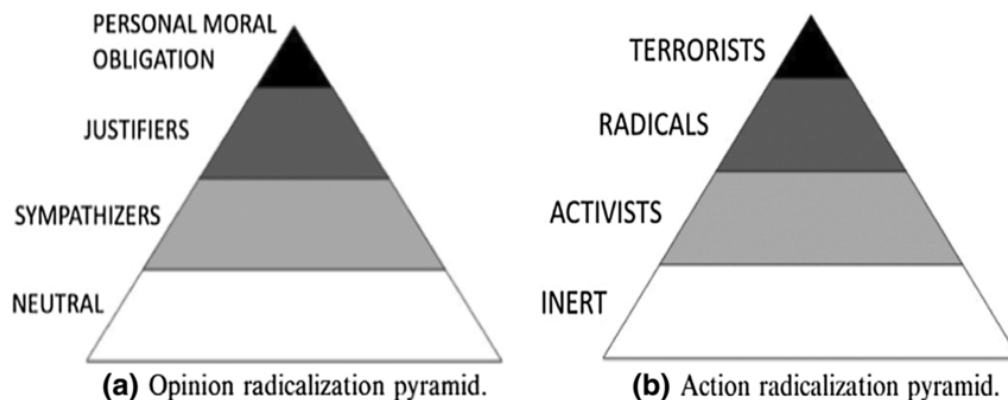 PERSONAL MORAL
OBLIGATION
JUSTIFIERS
SYMPATHIZERS
NEUTRAL
(a) Opinion radicalization pyramid.
TERRORISTS
RADICALS
ACTIVISTS
INERT
(b) Action radicalization pyramid.